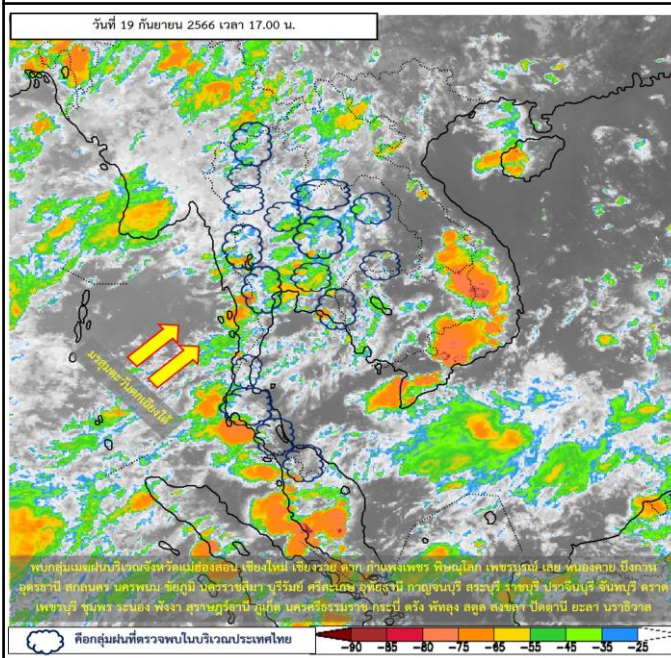 วันที่ 19 กันยายน 2566 เวลา 17.00 น.
มรสุมตะวันตกเฉียงใต้
พบกลุ่มเมฆฝนบริเวณจังหวัดแม่ฮ่องสอน เชียงใหม่ เชียงราย ตาก กำแพงเพชร พิษณุโลก เพชรบูรณ์ เลย หนองคาย บึงกาฬ
อุดรธานี สกลนคร นครพนม ชัยภูมิ นครราชสีมา บุรีรัมย์ ศรีสะเกษ อุทัยธานี กาญจนบุรี สระบุรี ราชบุรี ปราจีนบุรี จันทบุรี ตราด
เพชรบุรี ชุมพร ระนอง พังงา สุราษฎร์ธานี ภูเก็ต นครศรีธรรมราช กระบี่ ตรัง พัทลุง สตูล สงขลา ปัตตานี ยะลา นราธิวาส
คือกลุ่มฝนที่ตรวจพบในบริเวณประเทศไทย
-90 -85 -75 -65 -55 -45 -35 -25